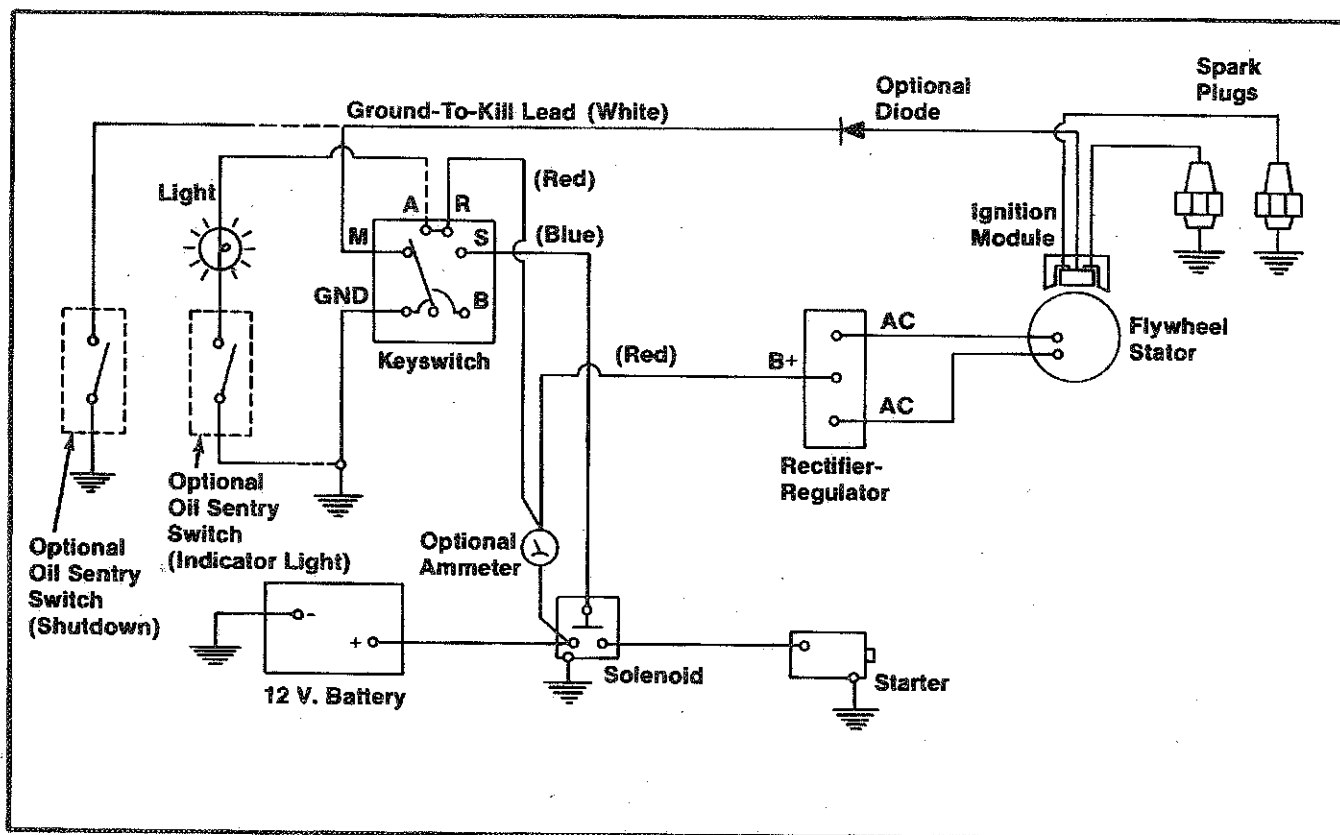 Spark
Plugs
Optional
Diode
Ground-To-Kill Lead (White)
(Red)
Light
A
R
Ignition
Module
M
S
(Blue)
GND
B
Keyswitch
(Red)
B+
AC
AC
Flywheel
Stator
Rectifier-
Regulator
Optional
Oil Sentry
Switch
(Indicator Light)
Optional
Oil Sentry
Switch
(Shutdown)
Optional
Ammeter
-
+
12 V. Battery
Solenoid
Starter